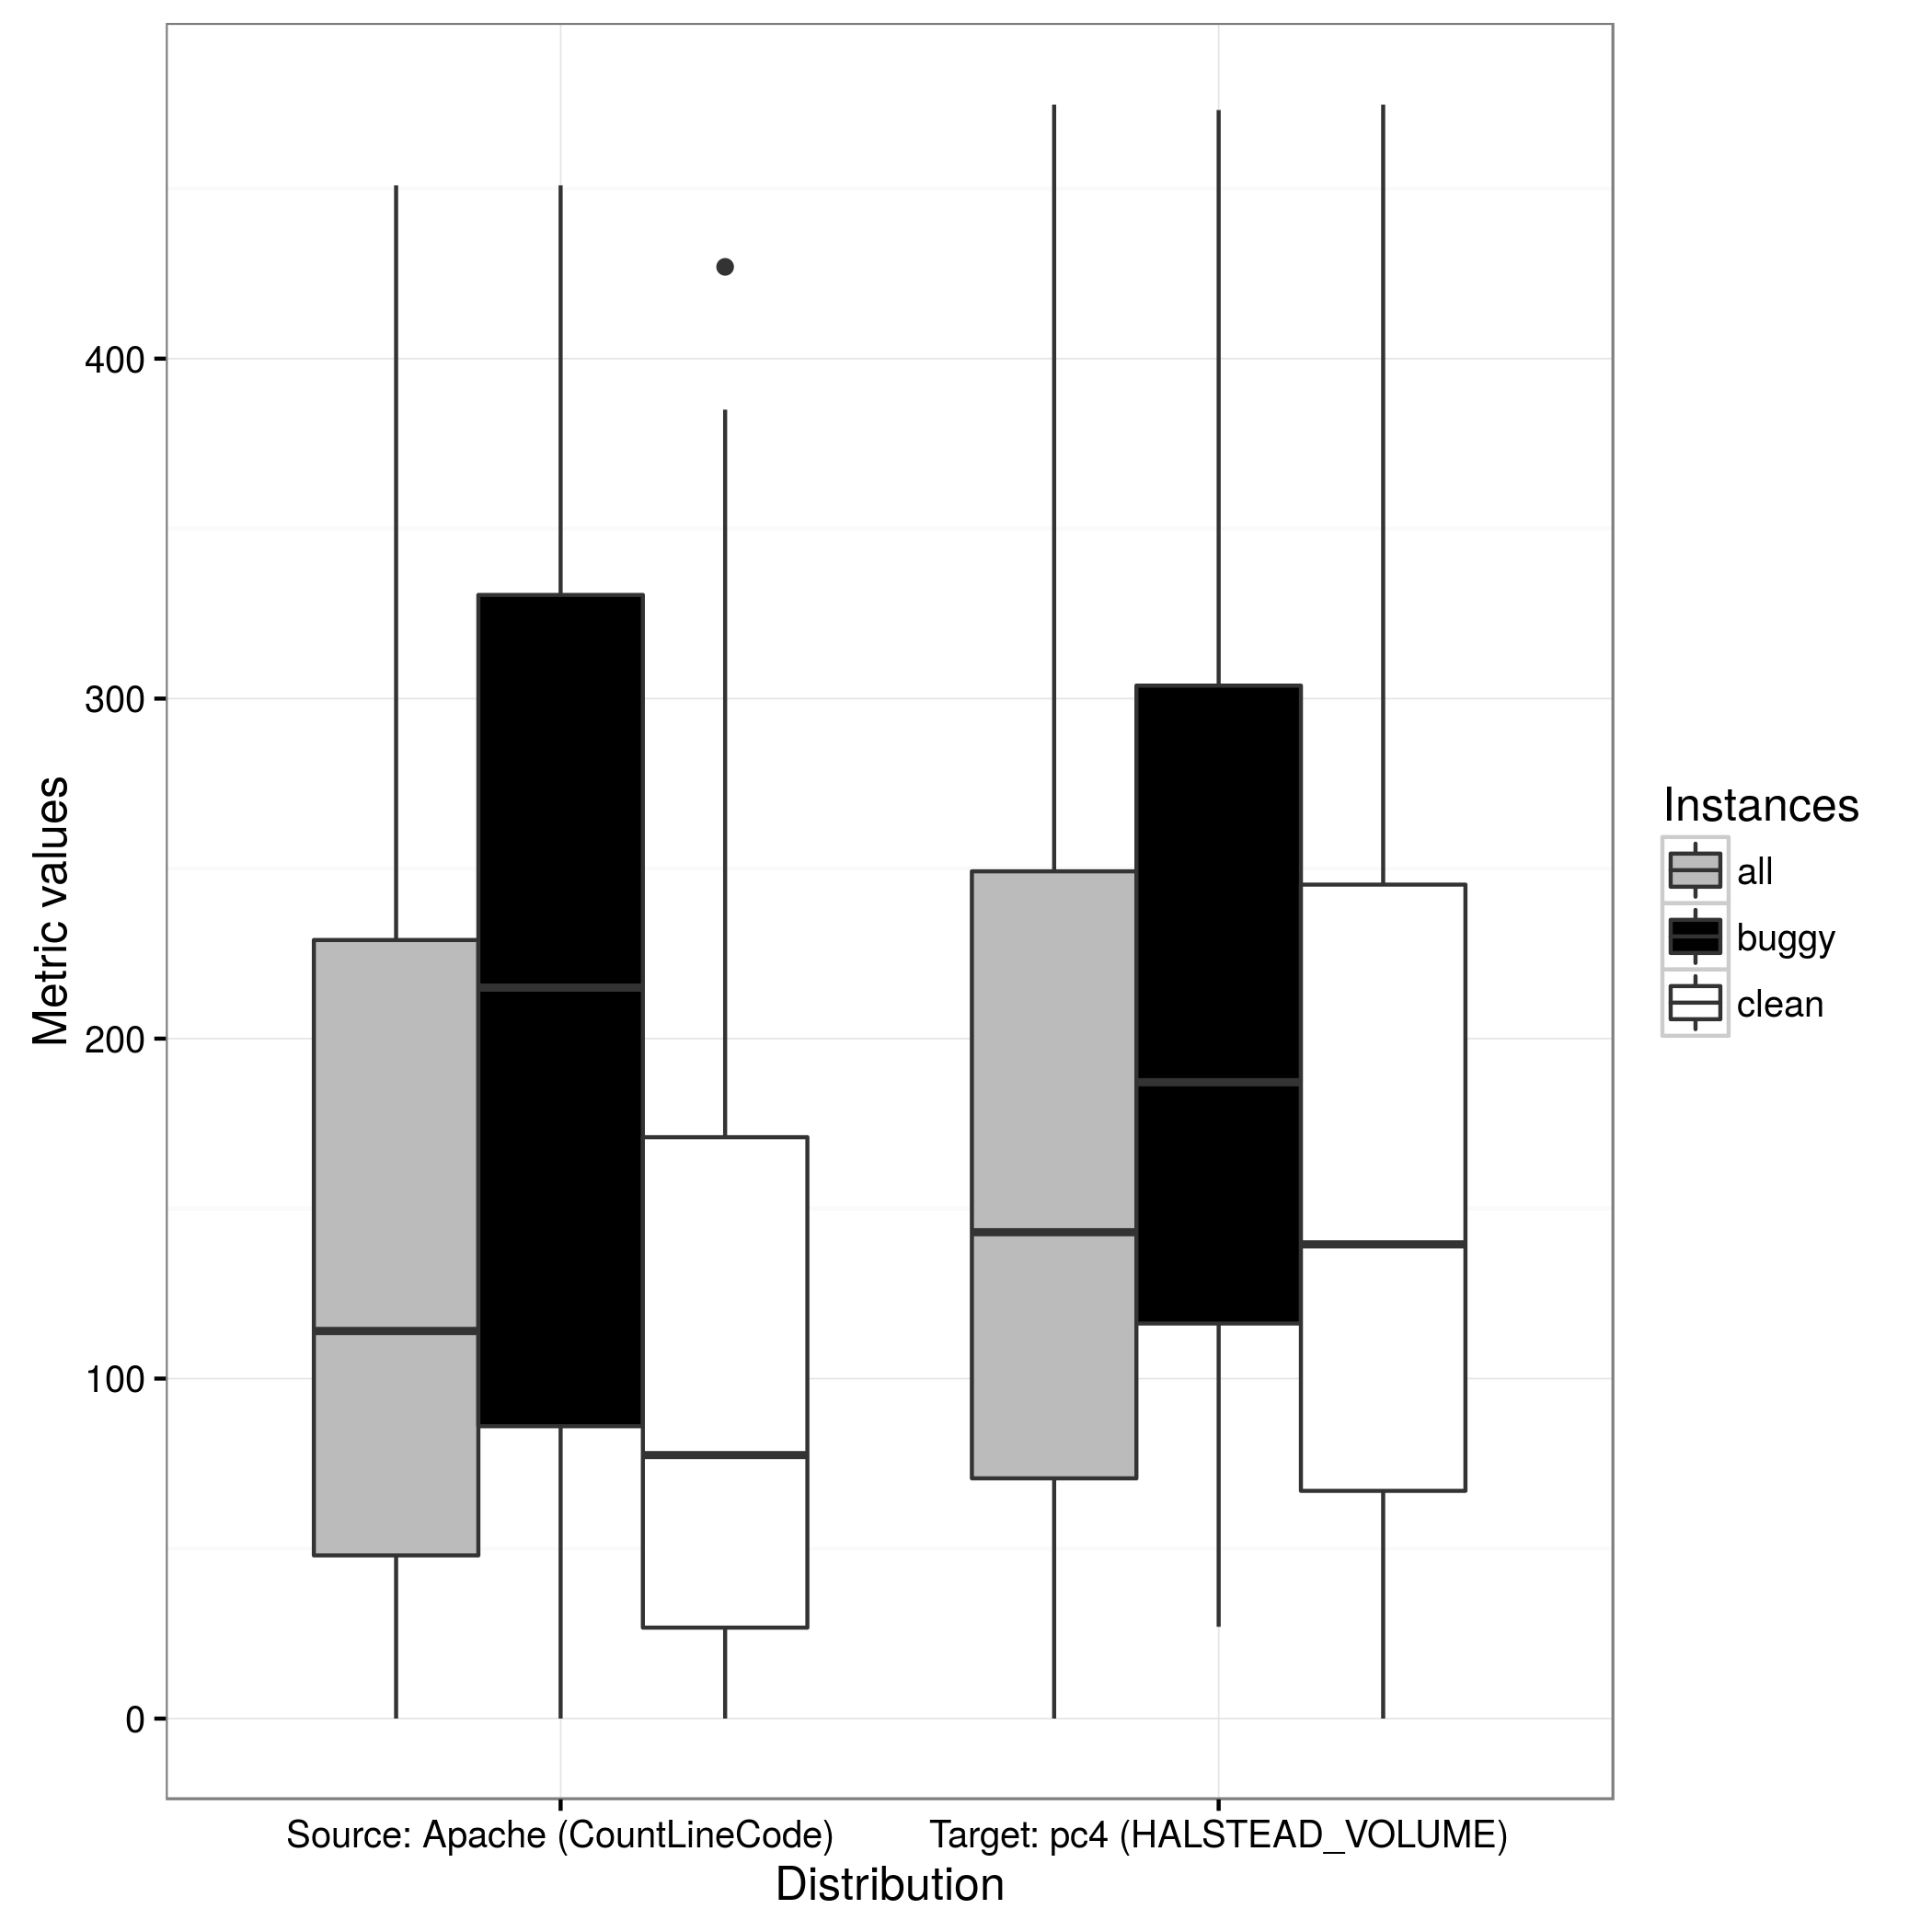 Metric values
400
300
200
100
0
Source: Apache (CountLineCode)
Target: pc4 (HALSTEAD_VOLUME)
Distribution
Instances
all
buggy
clean